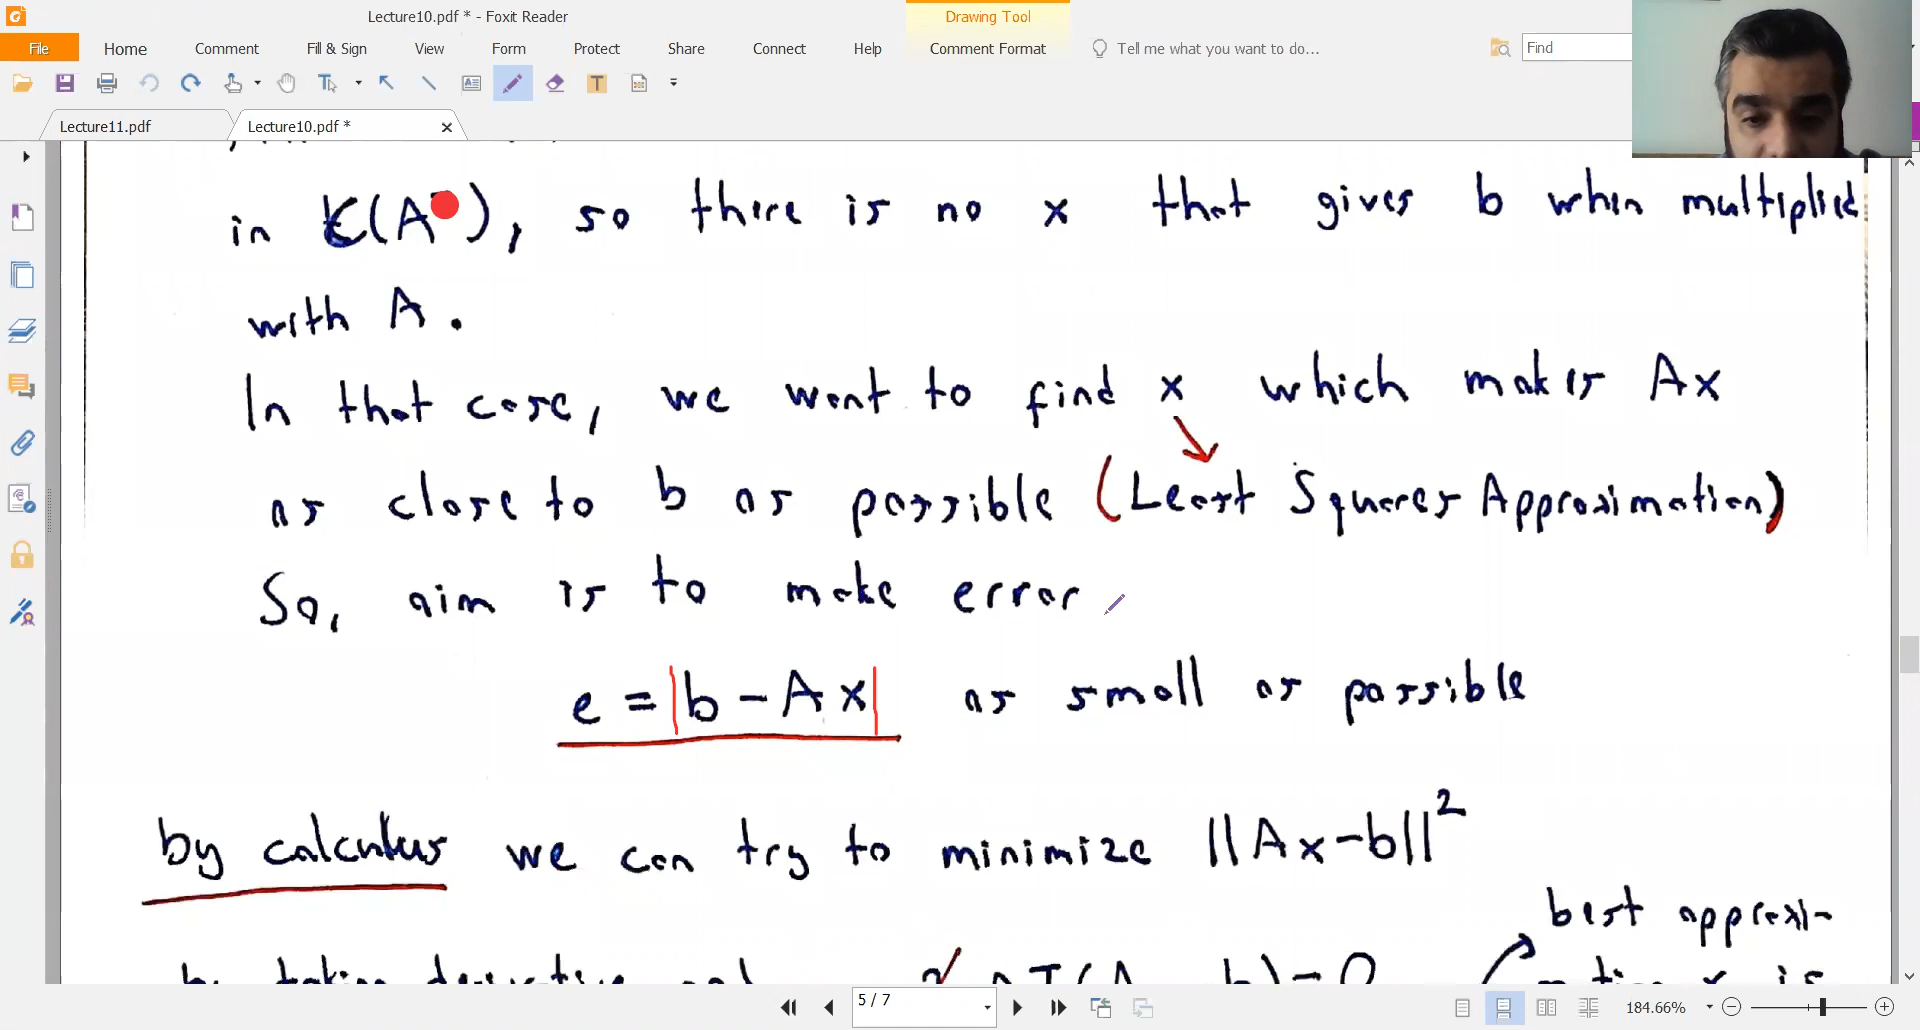 Lecture10.pdf * - Foxit Reader
Drawing Tool
File Home Comment Fill & Sign View Form Protect Share Connect Help Comment Format Tell me what you want to do... Find
Lecture11.pdf Lecture10.pdf *
in C(A), so there is no x that gives b when multiplied
with A.
In that case, we want to find x which makes Ax
as close to b as possible (Least Squares Approximation)
So, aim is to make error
e = |b - Ax| as small as possible
by calculus we can try to minimize ||Ax-b||²
best approxi-
by taking derivative and
5 / 7
184.66%